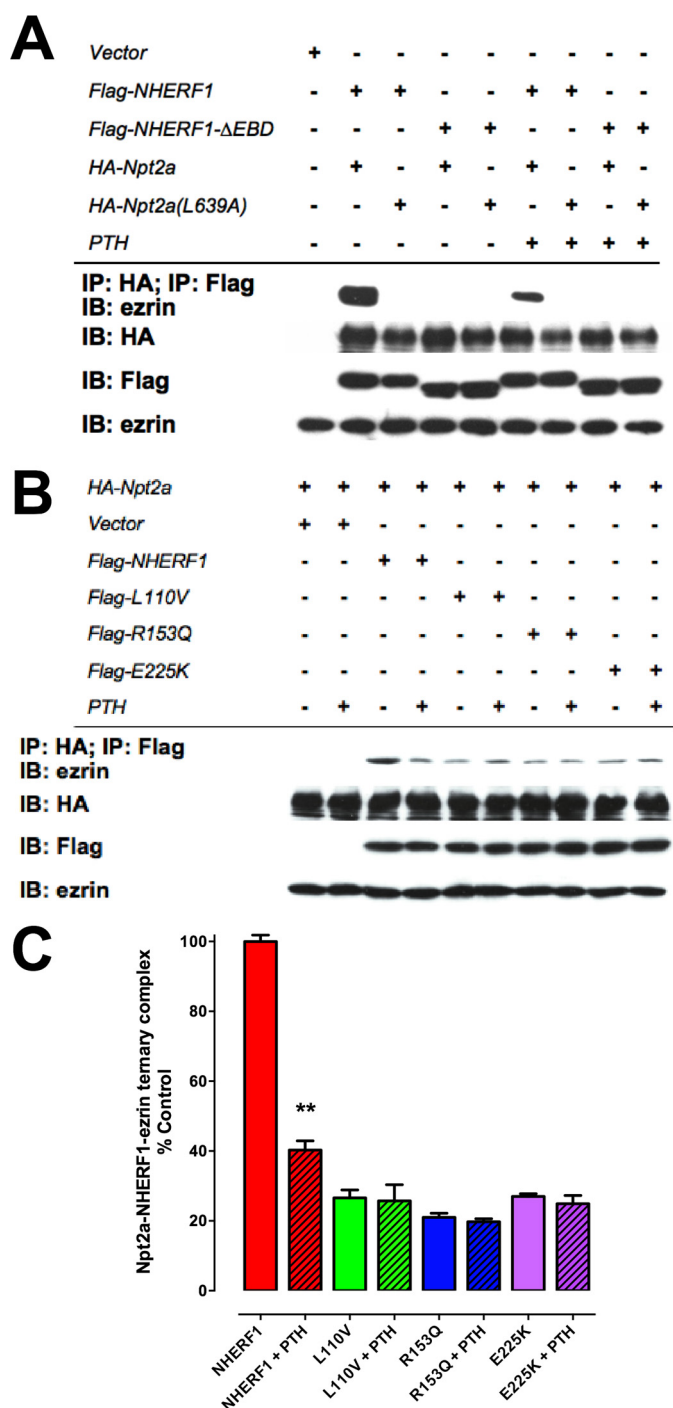 A
Vector + - - - - - - - -
Flag-NHERF1 - + + - - + + - -
Flag-NHERF1-ΔEBD - - - + + - - + +
HA-Npt2a - + - + - + - + -
HA-Npt2a(L639A) - - + - + - + - +
PTH - - - - - + + + +
IP: HA; IP: Flag
IB: ezrin
IB: HA
IB: Flag
IB: ezrin
B
HA-Npt2a + + + + + + + + + +
Vector + + - - - - - - - -
Flag-NHERF1 - - + + - - - - - -
Flag-L110V - - - - + + - - - -
Flag-R153Q - - - - - - + + - -
Flag-E225K - - - - - - - - + +
PTH - + - + - + - + - +
IP: HA; IP: Flag
IB: ezrin
IB: HA
IB: Flag
IB: ezrin
C
Npt2a-NHERF1-ezrin ternary complex
% Control
100
80
60
40
20
0
**
NHERF1
NHERF1 + PTH
L110V
L110V + PTH
R153Q
R153Q + PTH
E225K
E225K + PTH